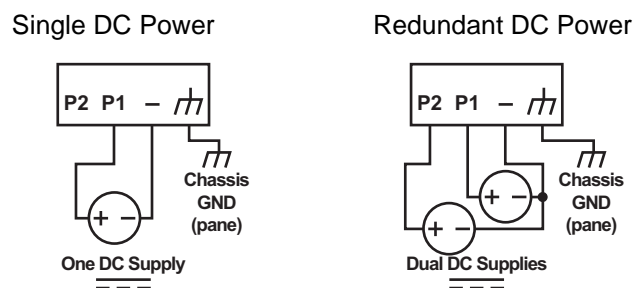 Single DC Power
P2 P1 –
+ –
Chassis
GND
(pane)
One DC Supply
Redundant DC Power
P2 P1 –
+ –
+ –
Chassis
GND
(pane)
Dual DC Supplies